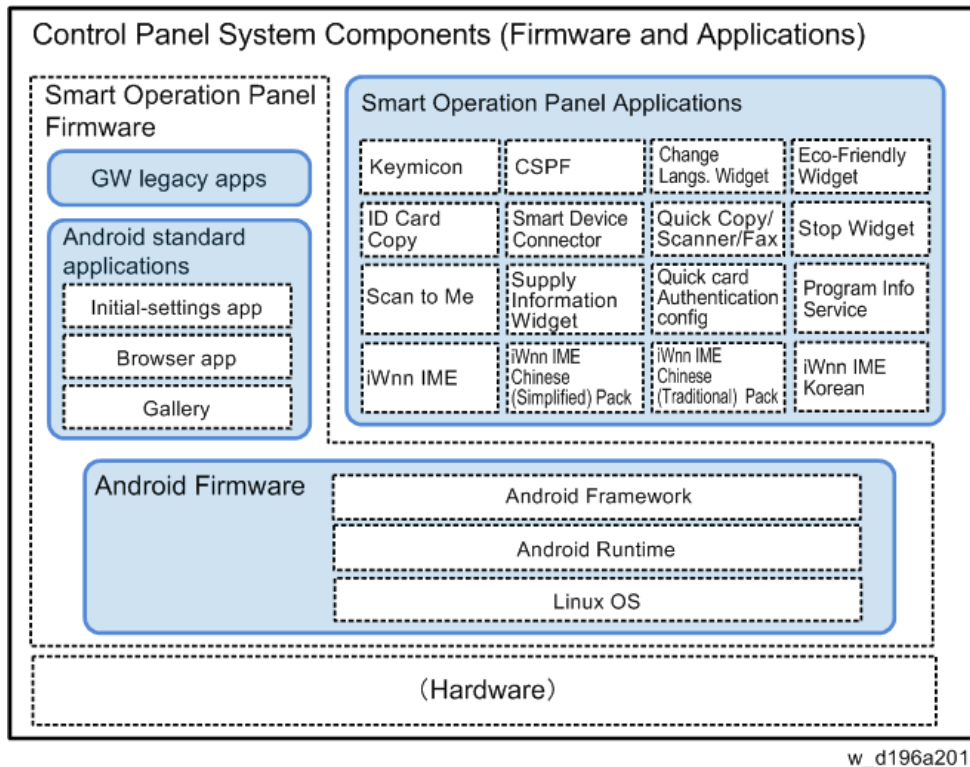 Control Panel System Components (Firmware and Applications)
Smart Operation Panel
Firmware
GW legacy apps
Android standard
applications
Initial-settings app
Browser app
Gallery
Smart Operation Panel Applications
Keymicon
CSPF
Change
Langs. Widget
Eco-Friendly
Widget
ID Card
Copy
Smart Device
Connector
Quick Copy/
Scanner/Fax
Stop Widget
Scan to Me
Supply
Information
Widget
Quick card
Authentication
config
Program Info
Service
iWnn IME
iWnn IME
Chinese
(Simplified) Pack
iWnn IME
Chinese
(Traditional) Pack
iWnn IME
Korean
Android Firmware
Android Framework
Android Runtime
Linux OS
(Hardware)
w_d196a201